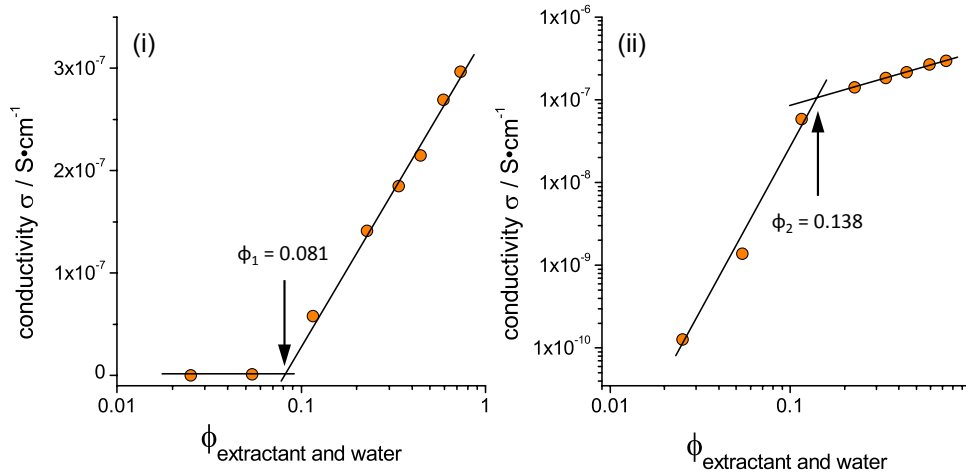 (i)
conductivity σ / S•cm⁻¹
3x10⁻⁷
2x10⁻⁷
1x10⁻⁷
0
ϕ₁ = 0.081
0.01
0.1
1
ϕextractant and water
(ii)
conductivity σ / S•cm⁻¹
1x10⁻⁶
1x10⁻⁷
1x10⁻⁸
1x10⁻⁹
1x10⁻¹⁰
ϕ₂ = 0.138
0.01
0.1
ϕextractant and water